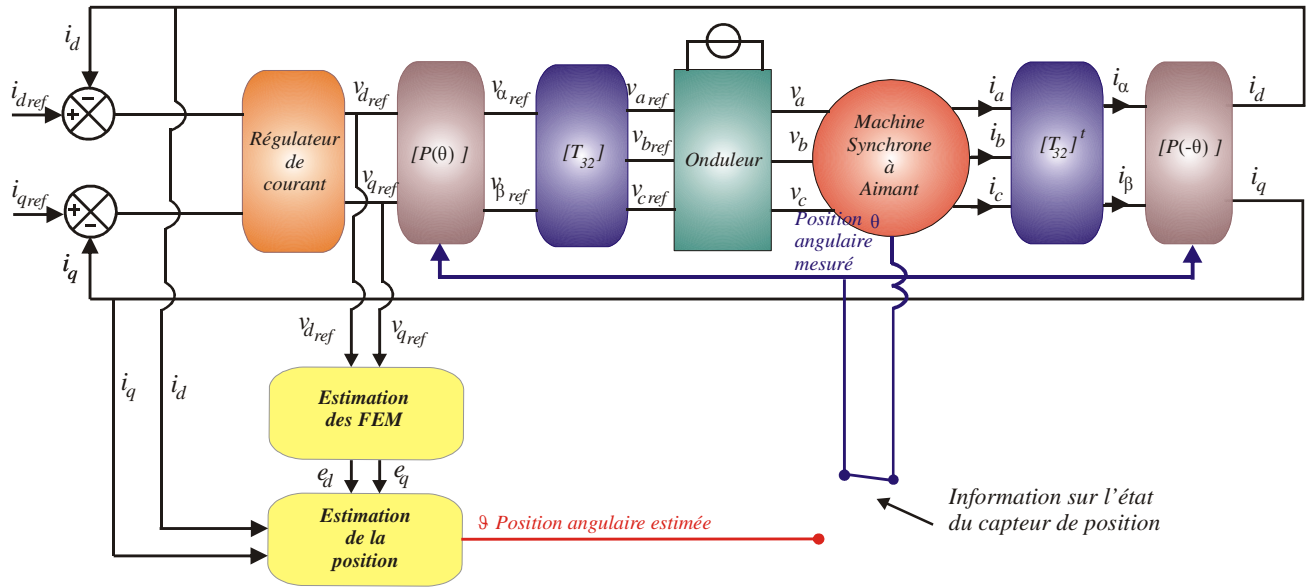 i_d
i_dref
+
-
i_qref
+
-
i_q
Régulateur
de
courant
v_dref
v_qref
[P(θ) ]
v_αref
v_βref
[T_32]
v_aref
v_bref
v_cref
Onduleur
v_a
v_b
v_c
Machine
Synchrone
à
Aimant
i_a
i_b
i_c
[T_32]^t
i_α
i_β
[P(-θ) ]
i_d
i_q
Position θ
angulaire
mesuré
v_dref
v_qref
i_q
i_d
Estimation
des FEM
e_d
e_q
Estimation
de la
position
ϑ Position angulaire estimée
Information sur l'état
du capteur de position